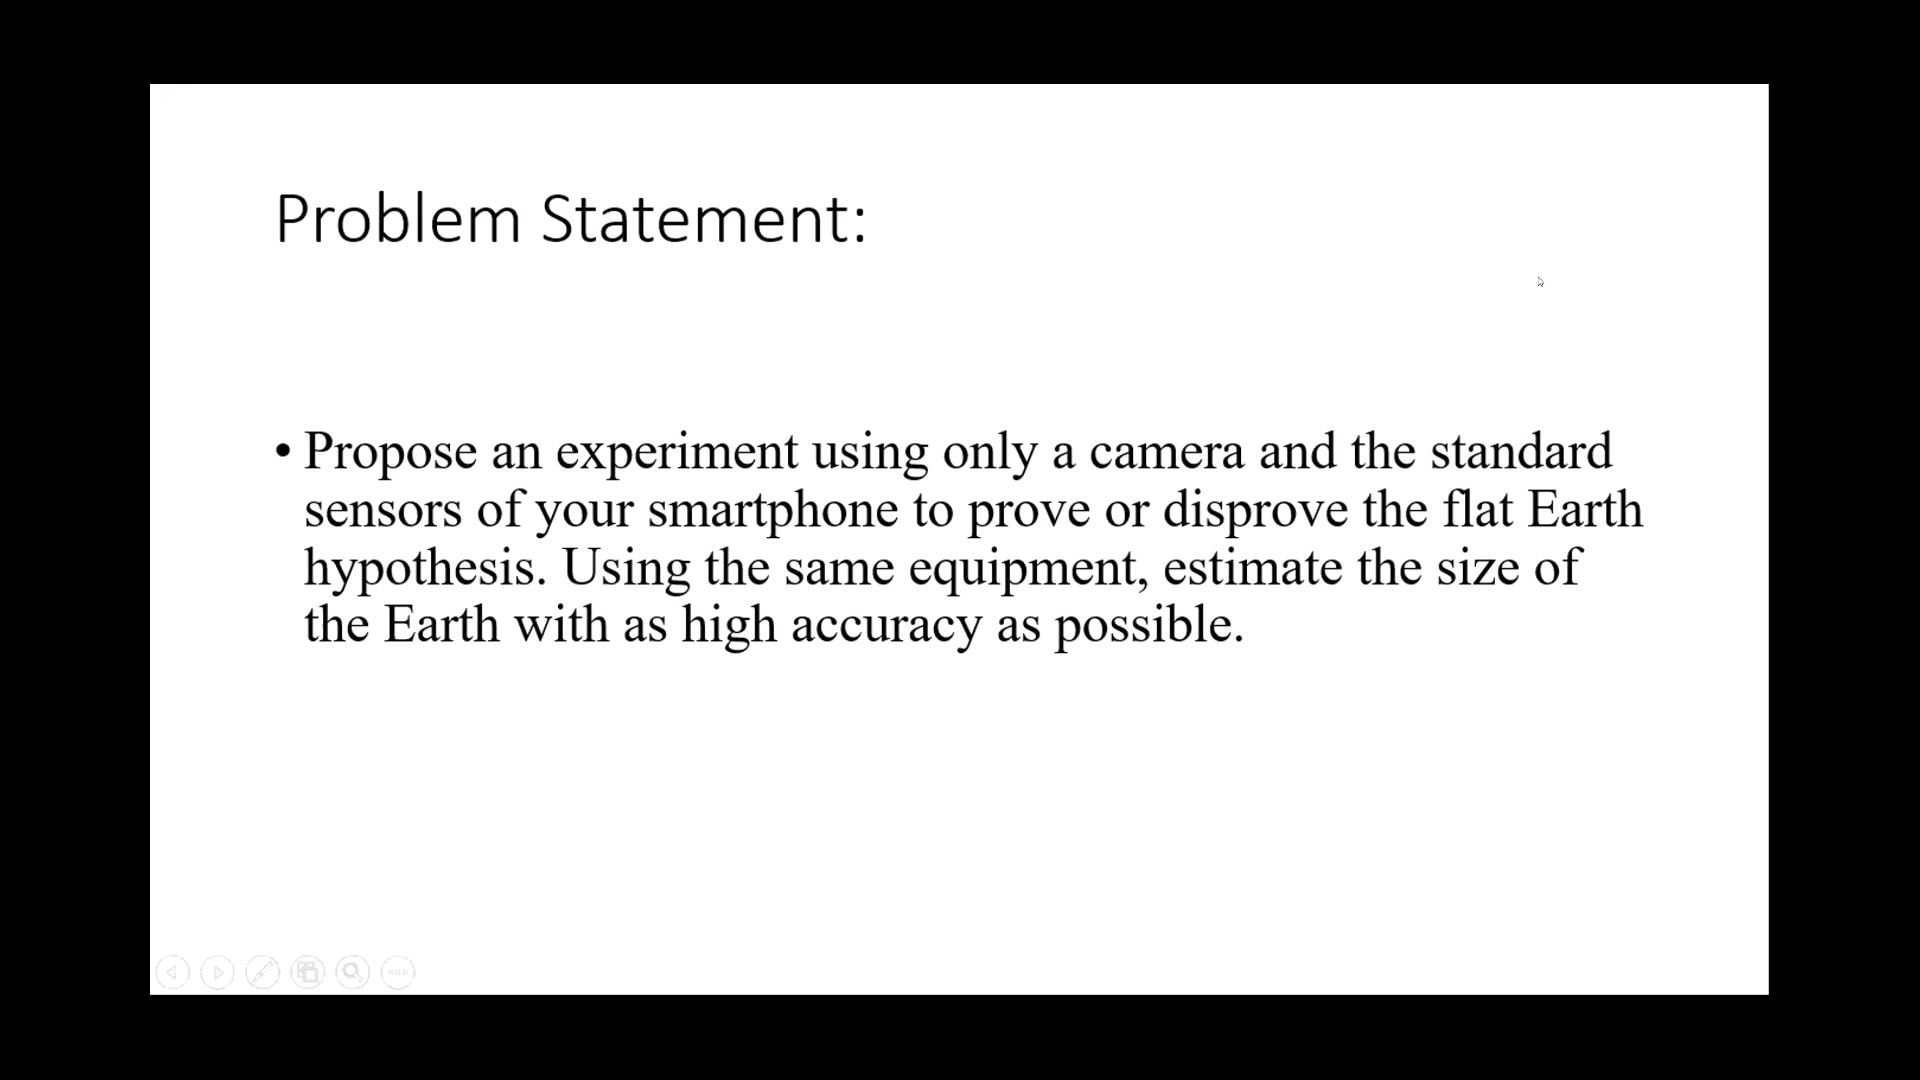 Problem Statement:
• Propose an experiment using only a camera and the standard
sensors of your smartphone to prove or disprove the flat Earth
hypothesis. Using the same equipment, estimate the size of
the Earth with as high accuracy as possible.